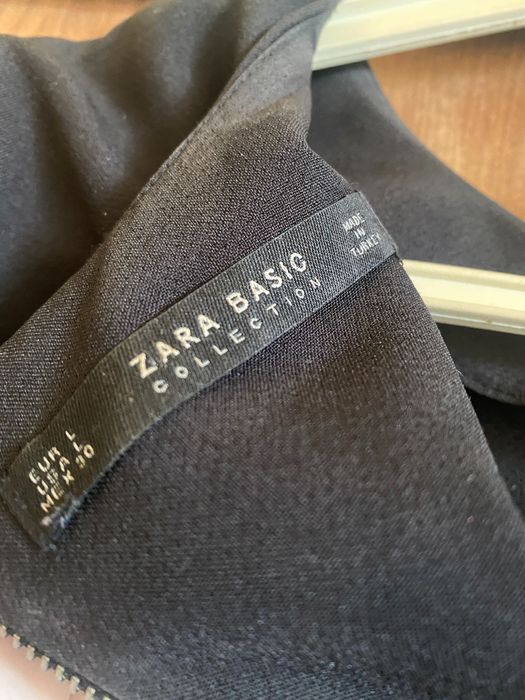 ZARA BASIC
COLLECTION
MADE
IN
TURKEY
EUR L
USA L
MEX 30